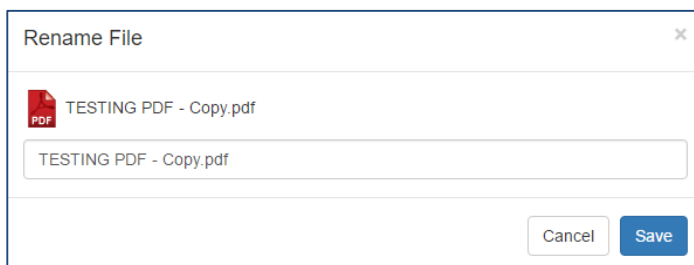 Rename File
×
PDF
TESTING PDF - Copy.pdf
TESTING PDF - Copy.pdf
Cancel Save